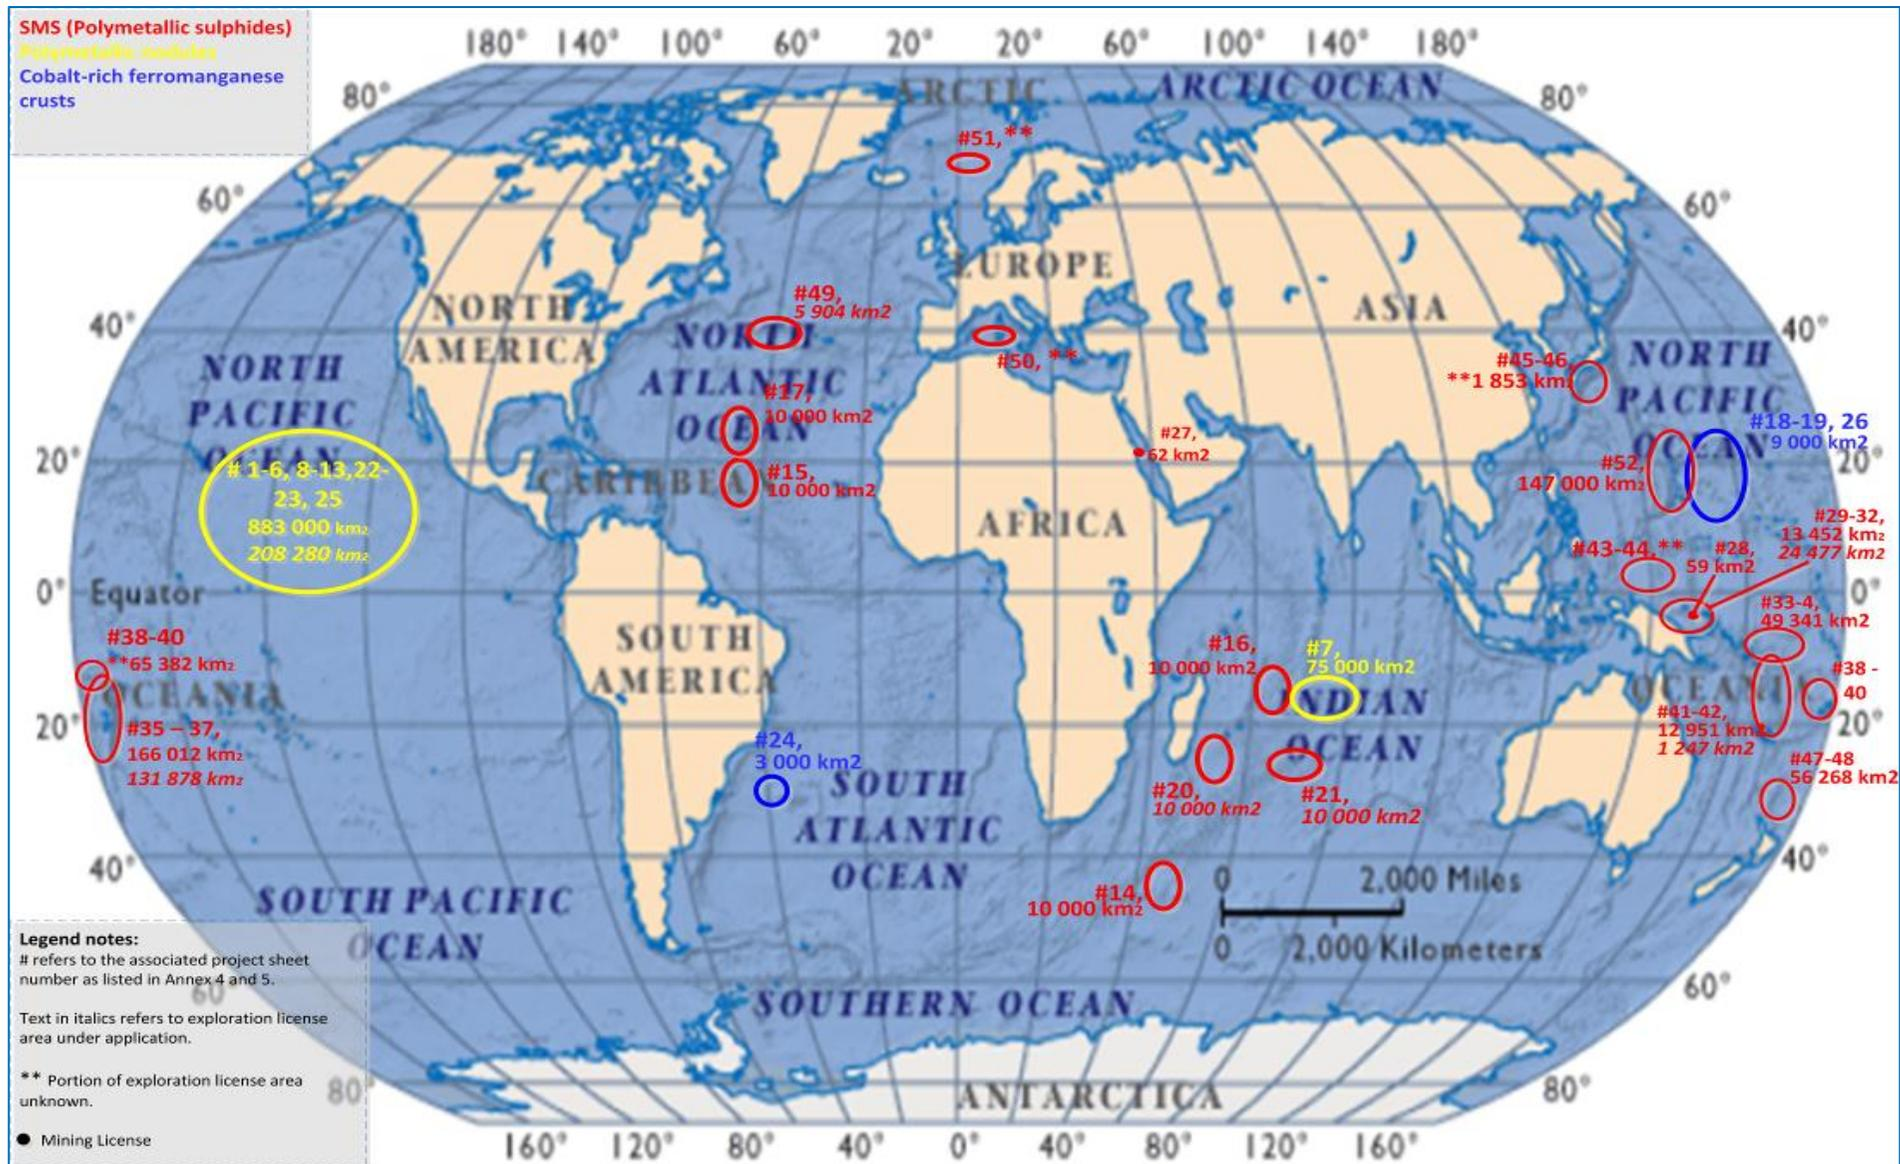 SMS (Polymetallic sulphides)
Polymetallic nodules
Cobalt-rich ferromanganese
crusts
180° 140° 100° 60° 20° 20° 60° 100° 140° 180°
80°
ARCTIC
ARCTIC OCEAN
80°
#51, **
60°
60°
EUROPE
ASIA
NORTH
AMERICA
#49,
5 904 km2
40°
40°
NORTH
ATLANTIC
OCEAN
#50, **
#45-46,
**1 853 km2
NORTH
PACIFIC
OCEAN
NORTH
PACIFIC
OCEAN
#17,
10 000 km2
#27,
62 km2
#18-19, 26
9 000 km2
20°
20°
# 1-6, 8-13,22-
23, 25
883 000 km2
208 280 km2
CARIBBEAN
#15,
10 000 km2
#52,
147 000 km2
AFRICA
#29-32,
13 452 km2
24 477 km2
#43-44,**
#28,
59 km2
0°
Equator
0°
#33-4,
49 341 km2
#38-40
**65 382 km2
SOUTH
AMERICA
#16,
10 000 km2
#7,
75 000 km2
#38 -
40
OCEANIA
INDIAN
OCEAN
OCEANIA
20°
20°
#35 – 37,
166 012 km2
131 878 km2
#41-42,
12 951 km2
1 247 km2
#24,
3 000 km2
#47-48
56 268 km2
SOUTH
ATLANTIC
OCEAN
#20,
10 000 km2
#21,
10 000 km2
40°
40°
#14,
10 000 km2
0 2,000 Miles
0 2,000 Kilometers
SOUTH PACIFIC
OCEAN
60°
60°
SOUTHERN OCEAN
Legend notes:
# refers to the associated project sheet
number as listed in Annex 4 and 5.
Text in italics refers to exploration license
area under application.
** Portion of exploration license area
unknown.
Mining License
80°
80°
ANTARCTICA
160° 120° 80° 40° 0° 40° 80° 120° 160°